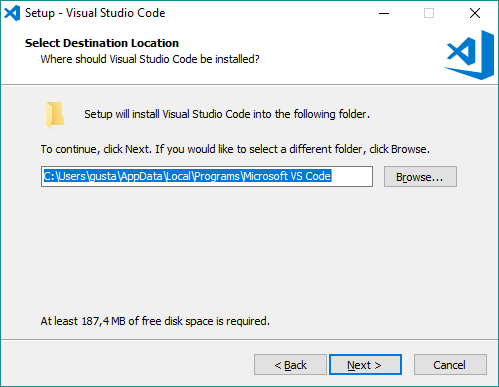 Setup - Visual Studio Code
Select Destination Location
Where should Visual Studio Code be installed?
Setup will install Visual Studio Code into the following folder.
To continue, click Next. If you would like to select a different folder, click Browse.
C:\Users\gusta\AppData\Local\Programs\Microsoft VS Code
Browse...
At least 187,4 MB of free disk space is required.
< Back
Next >
Cancel